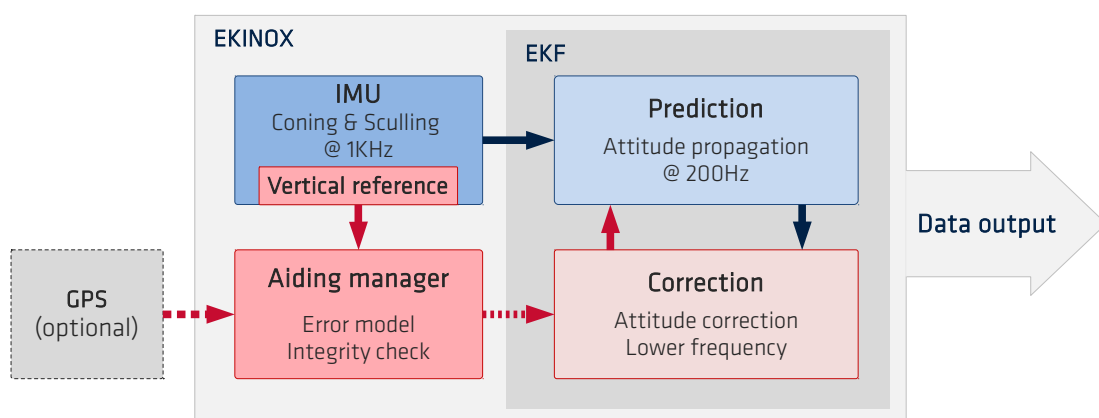 EKINOX
EKF
IMU
Coning & Sculling
@ 1KHz
Vertical reference
Prediction
Attitude propagation
@ 200Hz
Data output
GPS
(optional)
Aiding manager
Error model
Integrity check
Correction
Attitude correction
Lower frequency